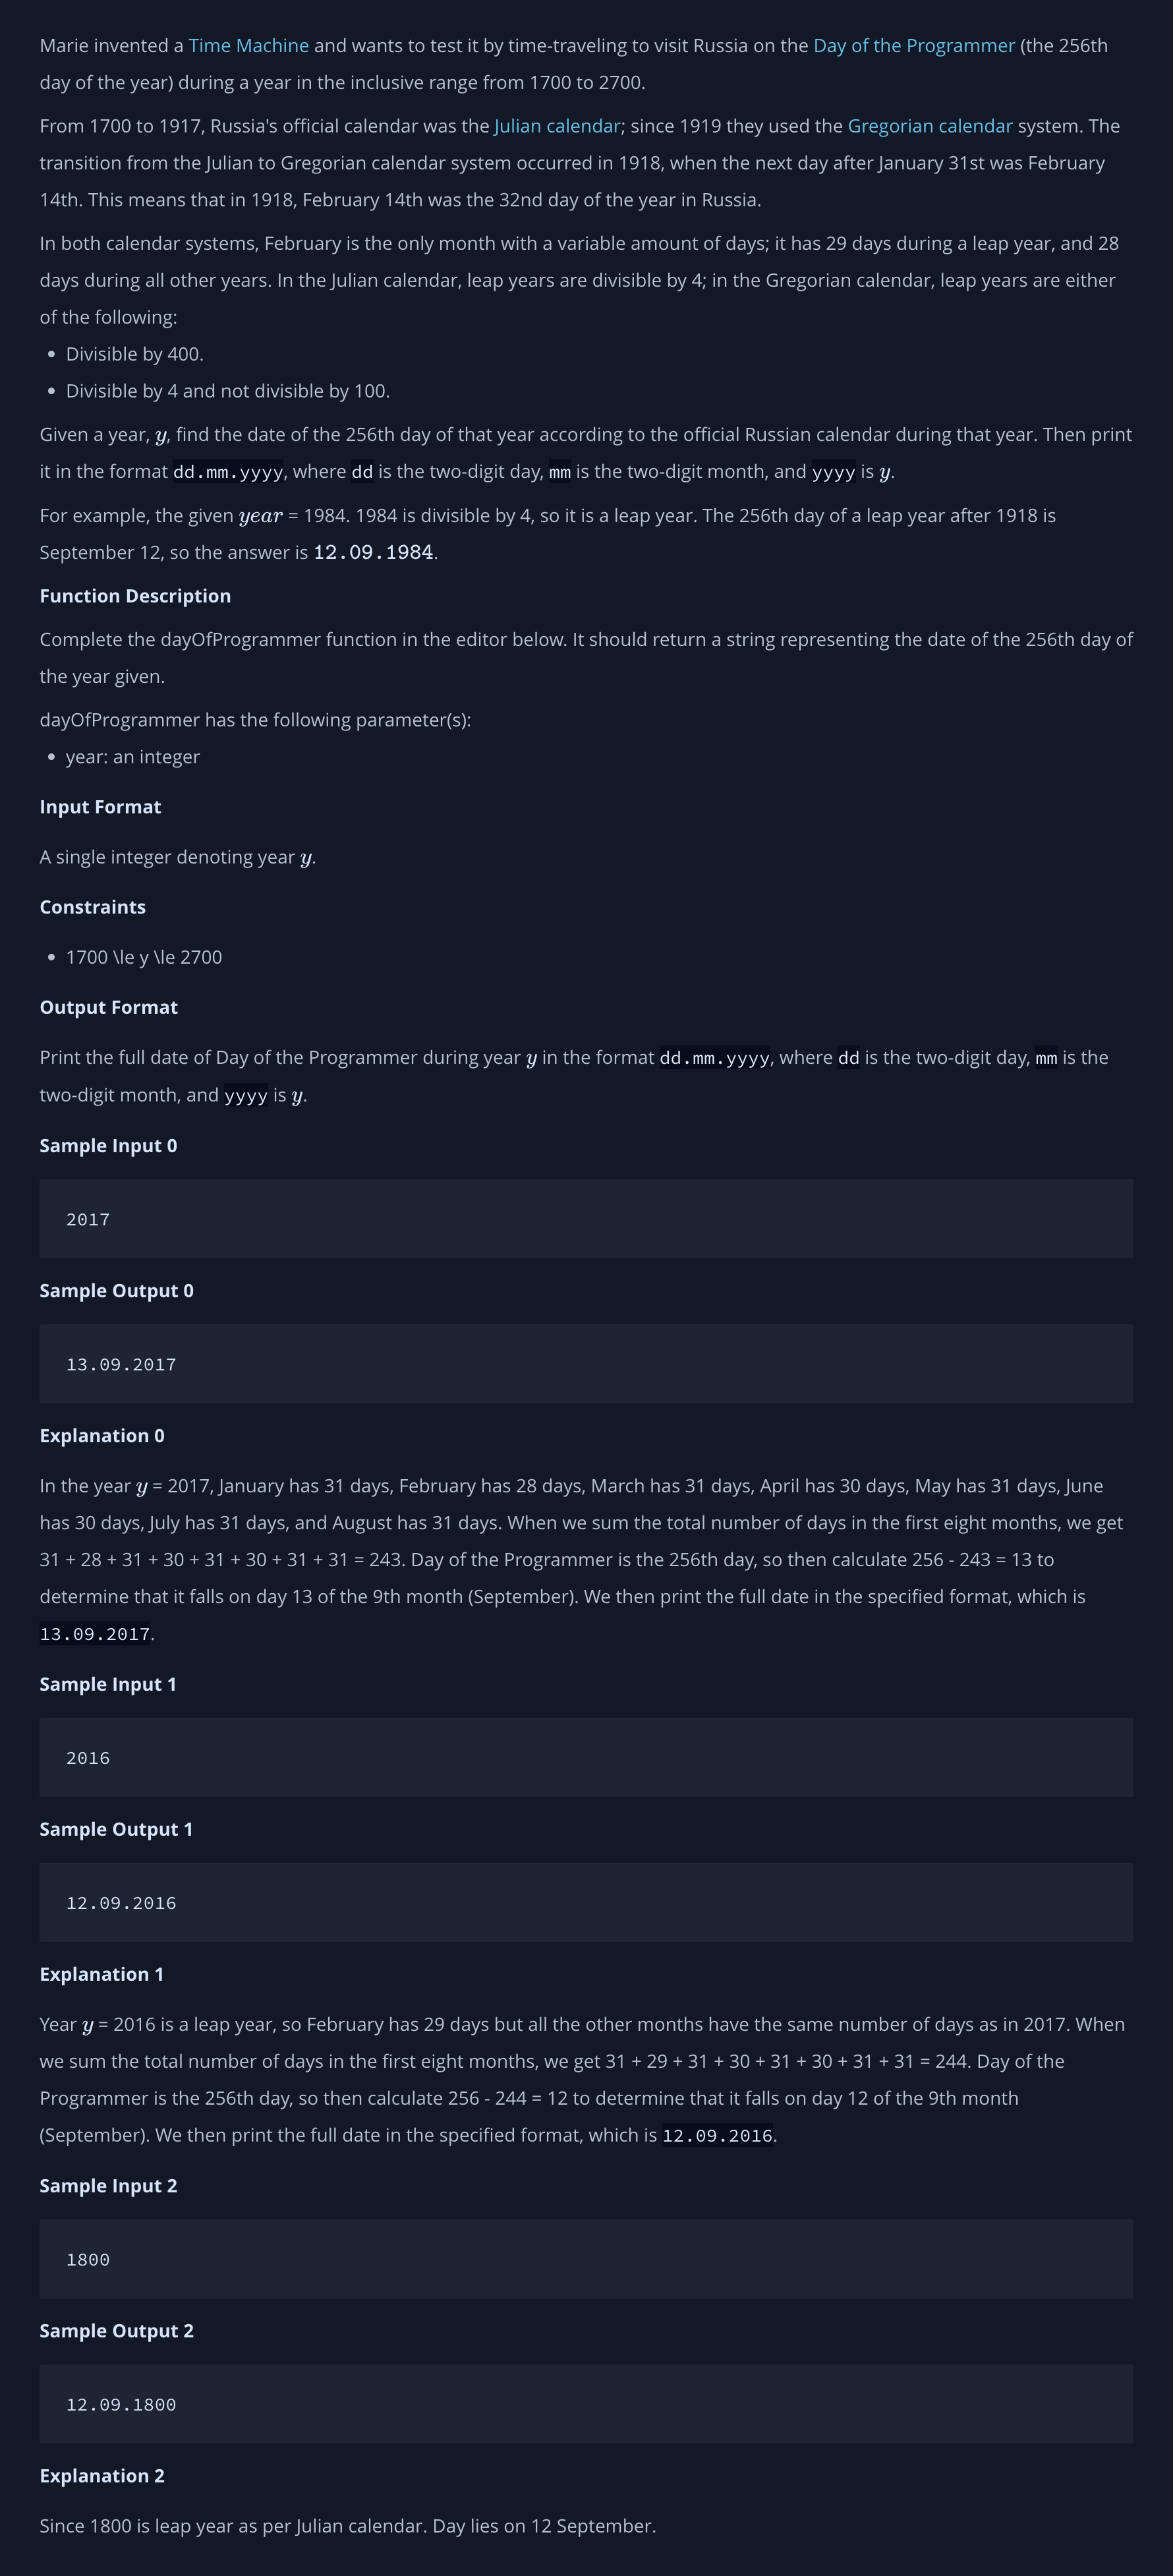 Marie invented a Time Machine and wants to test it by time-traveling to visit Russia on the Day of the Programmer (the 256th
day of the year) during a year in the inclusive range from 1700 to 2700.
From 1700 to 1917, Russia's official calendar was the Julian calendar; since 1919 they used the Gregorian calendar system. The
transition from the Julian to Gregorian calendar system occurred in 1918, when the next day after January 31st was February
14th. This means that in 1918, February 14th was the 32nd day of the year in Russia.
In both calendar systems, February is the only month with a variable amount of days; it has 29 days during a leap year, and 28
days during all other years. In the Julian calendar, leap years are divisible by 4; in the Gregorian calendar, leap years are either
of the following:
• Divisible by 400.
• Divisible by 4 and not divisible by 100.
Given a year, y, find the date of the 256th day of that year according to the official Russian calendar during that year. Then print
it in the format dd.mm.yyyy, where dd is the two-digit day, mm is the two-digit month, and yyyy is y.
For example, the given year = 1984. 1984 is divisible by 4, so it is a leap year. The 256th day of a leap year after 1918 is
September 12, so the answer is 12.09.1984.
Function Description
Complete the dayOfProgrammer function in the editor below. It should return a string representing the date of the 256th day of
the year given.
dayOfProgrammer has the following parameter(s):
• year: an integer
Input Format
A single integer denoting year y.
Constraints
• 1700 \le y \le 2700
Output Format
Print the full date of Day of the Programmer during year y in the format dd.mm.yyyy, where dd is the two-digit day, mm is the
two-digit month, and yyyy is y.
Sample Input 0
2017
Sample Output 0
13.09.2017
Explanation 0
In the year y = 2017, January has 31 days, February has 28 days, March has 31 days, April has 30 days, May has 31 days, June
has 30 days, July has 31 days, and August has 31 days. When we sum the total number of days in the first eight months, we get
31 + 28 + 31 + 30 + 31 + 30 + 31 + 31 = 243. Day of the Programmer is the 256th day, so then calculate 256 - 243 = 13 to
determine that it falls on day 13 of the 9th month (September). We then print the full date in the specified format, which is
13.09.2017.
Sample Input 1
2016
Sample Output 1
12.09.2016
Explanation 1
Year y = 2016 is a leap year, so February has 29 days but all the other months have the same number of days as in 2017. When
we sum the total number of days in the first eight months, we get 31 + 29 + 31 + 30 + 31 + 30 + 31 + 31 = 244. Day of the
Programmer is the 256th day, so then calculate 256 - 244 = 12 to determine that it falls on day 12 of the 9th month
(September). We then print the full date in the specified format, which is 12.09.2016.
Sample Input 2
1800
Sample Output 2
12.09.1800
Explanation 2
Since 1800 is leap year as per Julian calendar. Day lies on 12 September.